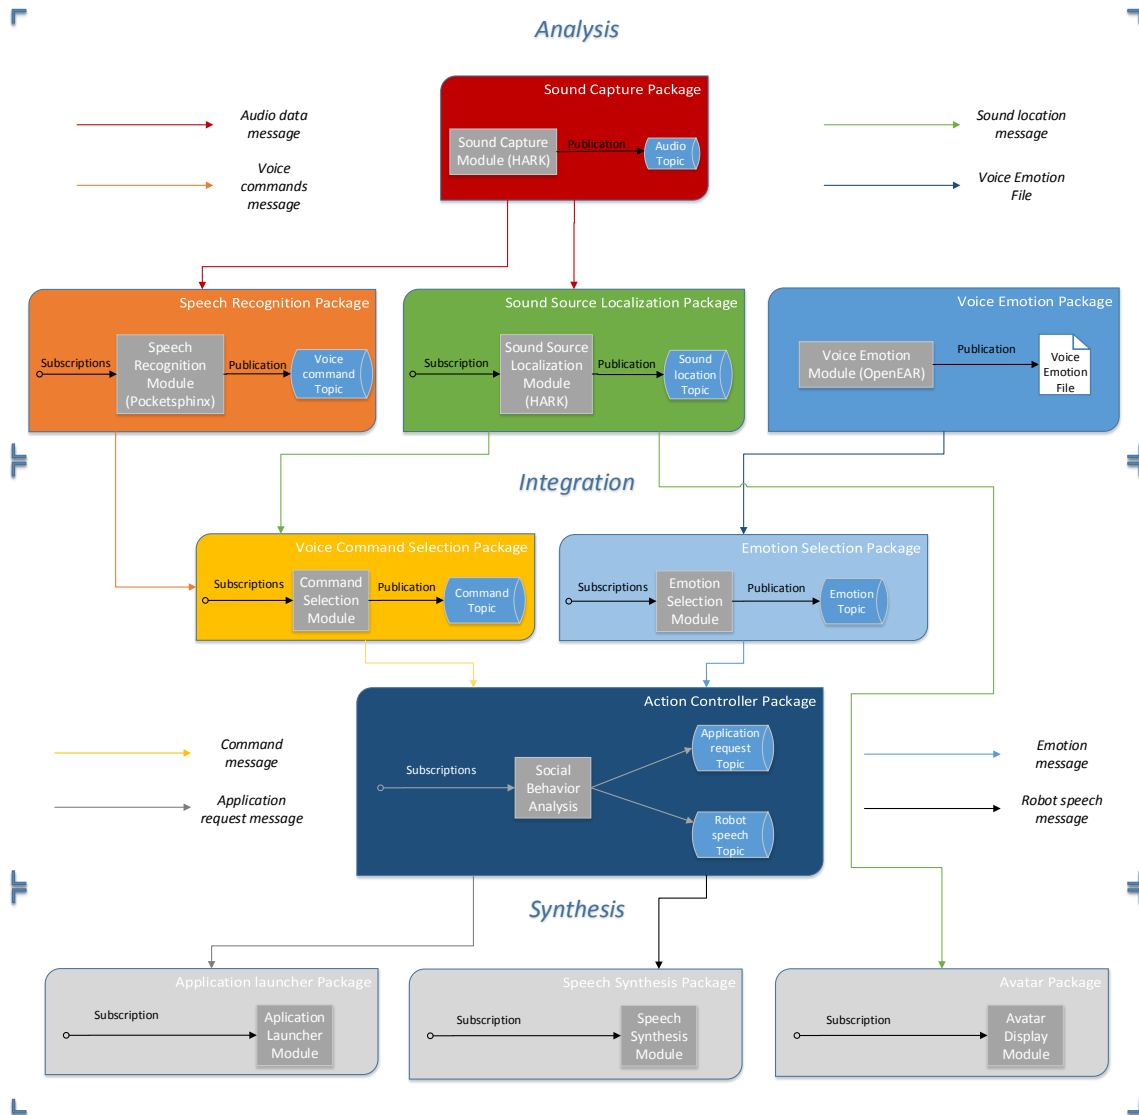 Analysis
Sound Capture Package
Audio data
message
Sound location
message
Sound Capture
Module (HARK)
Publication
Audio
Topic
Voice
commands
message
Voice Emotion
File
Speech Recognition Package
Sound Source Localization Package
Voice Emotion Package
Subscriptions
Speech
Recognition
Module
(Pocketsphinx)
Publication
Voice
command
Topic
Subscription
Sound Source
Localization
Module
(HARK)
Publication
Sound
location
Topic
Voice Emotion
Module (OpenEAR)
Publication
Voice
Emotion
File
Integration
Voice Command Selection Package
Emotion Selection Package
Subscriptions
Command
Selection
Module
Publication
Command
Topic
Subscriptions
Emotion
Selection
Module
Publication
Emotion
Topic
Action Controller Package
Command
message
Application
request message
Subscriptions
Social
Behavior
Analysis
Application
request
Topic
Robot
speech
Topic
Emotion
message
Robot speech
message
Synthesis
Application launcher Package
Speech Synthesis Package
Avatar Package
Subscription
Aplication
Launcher
Module
Subscription
Speech
Synthesis
Module
Subscription
Avatar
Display
Module